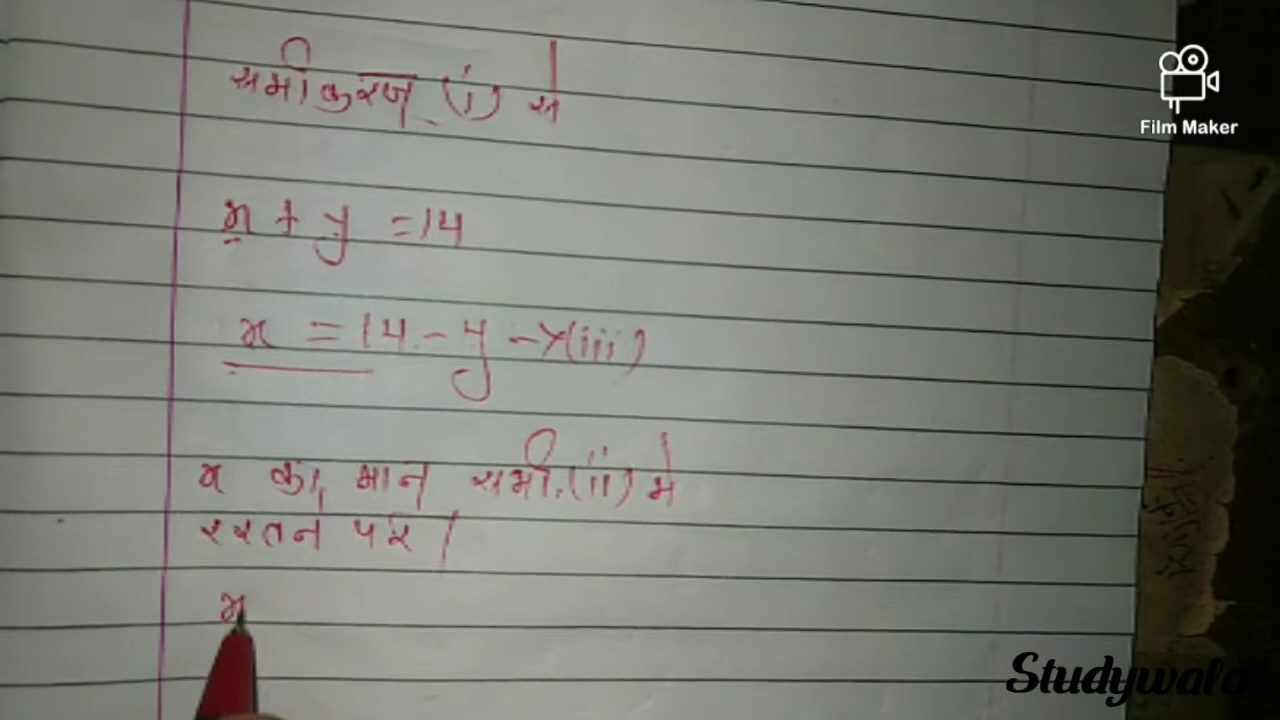 समीकरण (i) से
Film Maker
x + y = 14
x = 14 - y -> (iii)
x का मान समी.(ii) मे
रखने पर।
x
Studywala